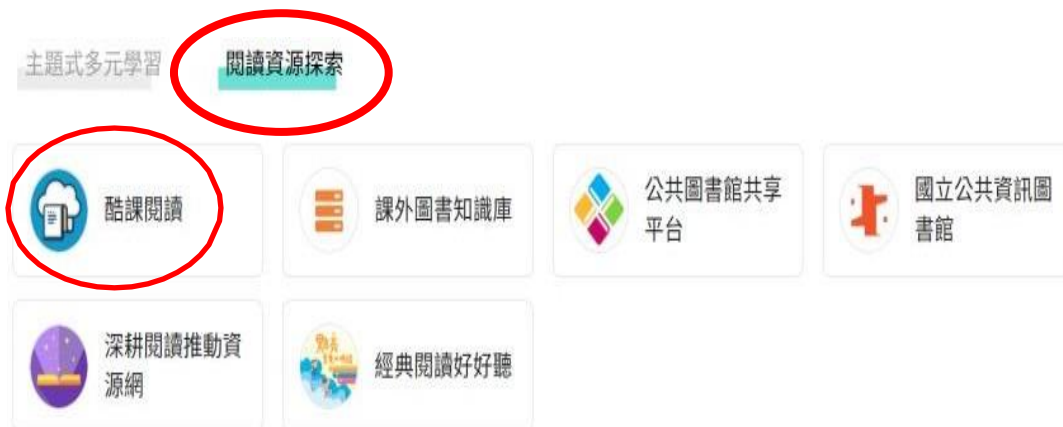 主題式多元學習
閱讀資源探索
酷課閱讀
課外圖書知識庫
公共圖書館共享
平台
國立公共資訊圖
書館
深耕閱讀推動資
源網
經典閱讀好好聽